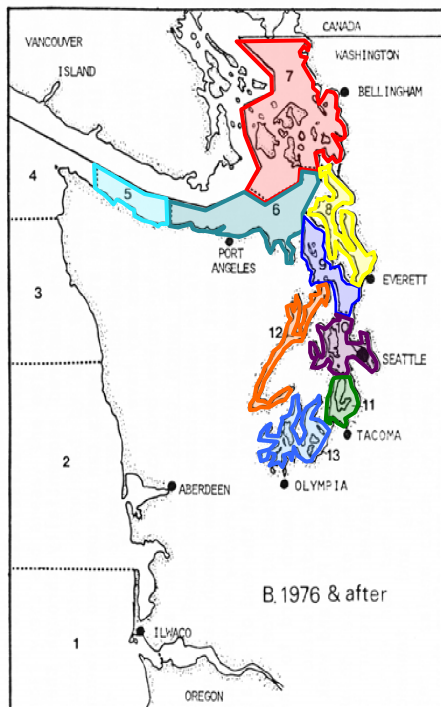 CANADA
VANCOUVER
WASHINGTON
ISLAND
7
BELLINGHAM
4
5
6
8
PORT
ANGELES
9
EVERETT
3
12
10
SEATTLE
11
TACOMA
2
13
ABERDEEN
OLYMPIA
B. 1976 & after
1
ILWACO
OREGON